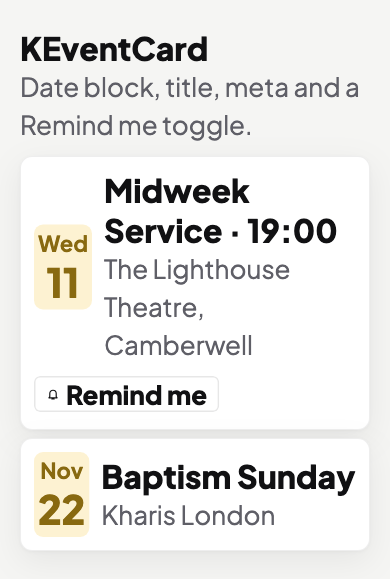 KEventCard
Date block, title, meta and a
Remind me toggle.
Wed
11
Midweek
Service · 19:00
The Lighthouse
Theatre,
Camberwell
Remind me
Nov
22
Baptism Sunday
Kharis London